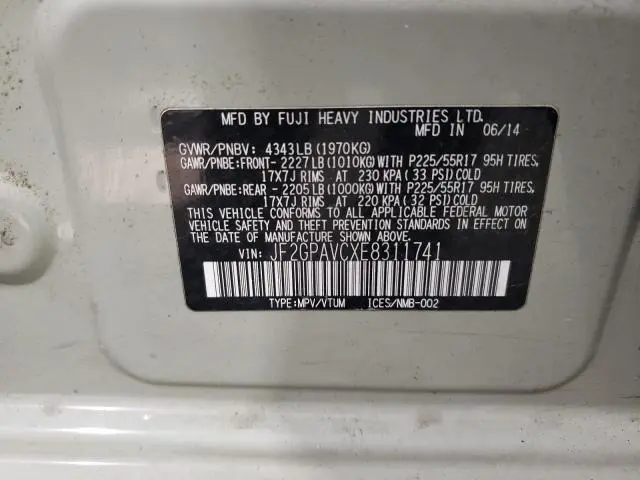 MFD BY FUJI HEAVY INDUSTRIES LTD.
MFD IN 06/14
GVWR/PNBV: 4343LB (1970KG)
GAWR/PNBE:FRONT- 2227LB (1010KG) WITH P225/55R17 95H TIRES,
17X7J RIMS AT 230 KPA (33 PSI) COLD
GAWR/PNBE:REAR - 2205LB (1000KG) WITH P225/55R17 95H TIRES,
17X7J RIMS AT 220 KPA (32 PSI) COLD
THIS VEHICLE CONFORMS TO ALL APPLICABLE FEDERAL MOTOR
VEHICLE SAFETY AND THEFT PREVENTION STANDARDS IN EFFECT ON
THE DATE OF MANUFACTURE SHOWN ABOVE.
VIN: JF2GPAVCXE8311741
TYPE:MPV/VTUM ICES/NMB-002